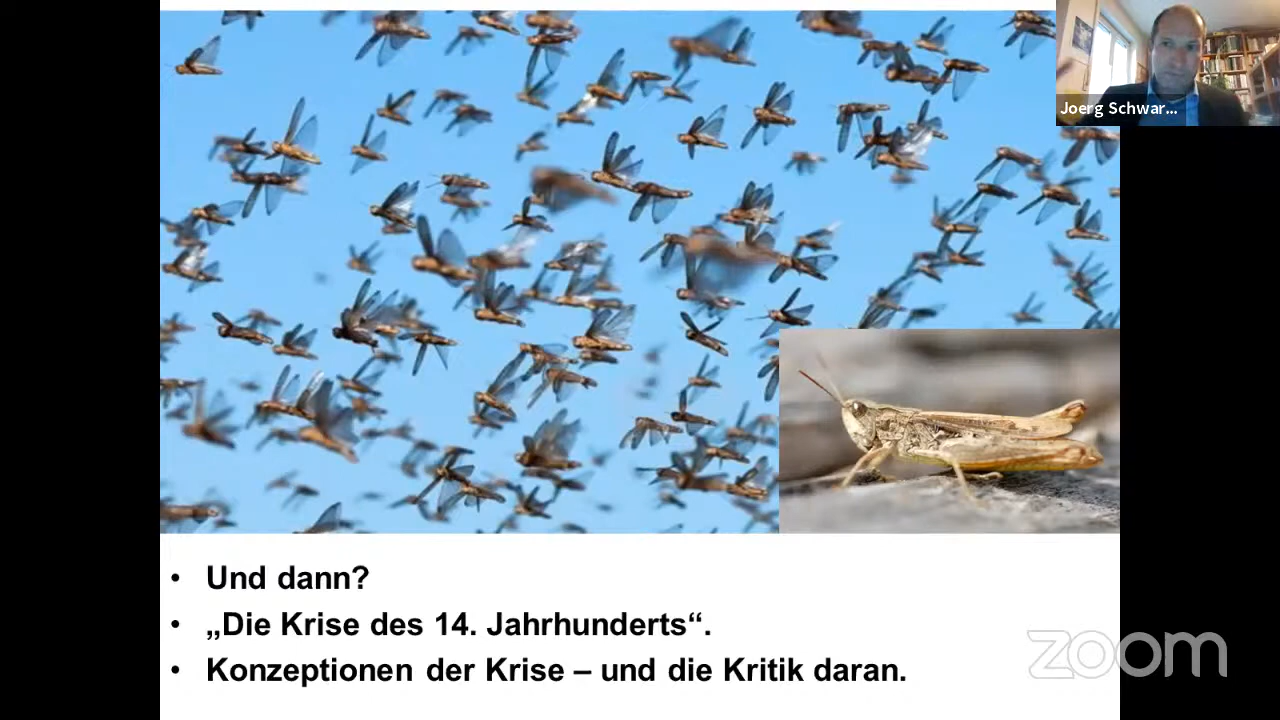 Joerg Schwar...
• Und dann?
• „Die Krise des 14. Jahrhunderts“.
• Konzeptionen der Krise – und die Kritik daran.
zoom